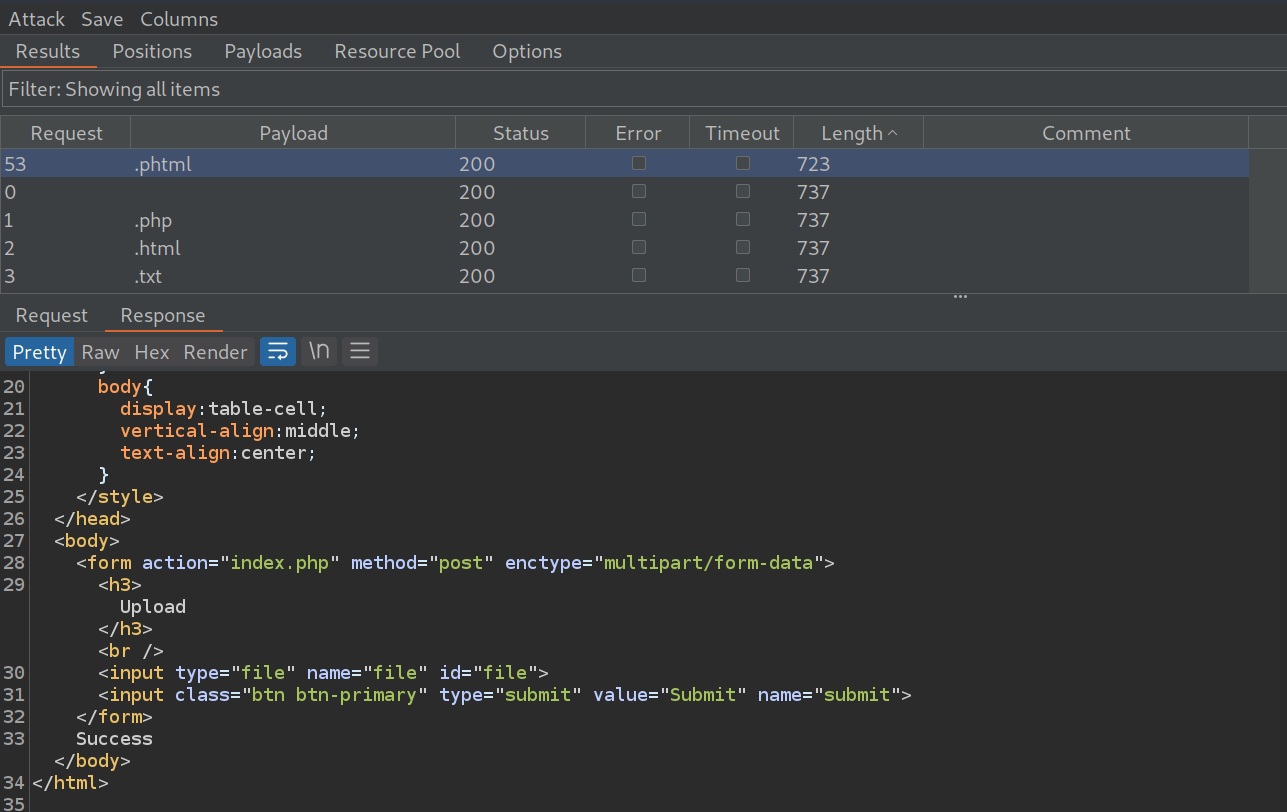 Attack Save Columns
Results Positions Payloads Resource Pool Options
Filter: Showing all items
Request Payload Status Error Timeout Length Comment
53 .phtml 200 723
0 200 737
1 .php 200 737
2 .html 200 737
3 .txt 200 737
...
Request Response
Pretty Raw Hex Render \n
20 body{
21 display:table-cell;
22 vertical-align:middle;
23 text-align:center;
24 }
25 </style>
26 </head>
27 <body>
28 <form action="index.php" method="post" enctype="multipart/form-data">
29 <h3>
Upload
</h3>
<br />
30 <input type="file" name="file" id="file">
31 <input class="btn btn-primary" type="submit" value="Submit" name="submit">
32 </form>
33 Success
</body>
34 </html>
35